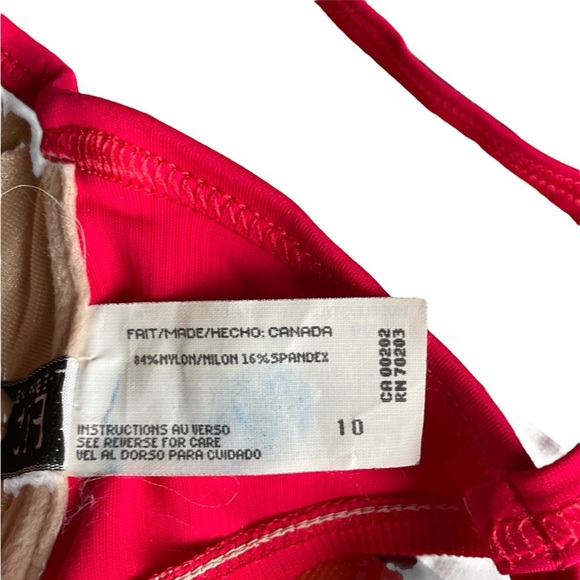 FAIT/MADE/HECHO: CANADA
84%NYLON/NILON 16%SPANDEX
CA 00202
RN 70203
INSTRUCTIONS AU VERSO
SEE REVERSE FOR CARE
VEL AL DORSO PARA CUIDADO
10